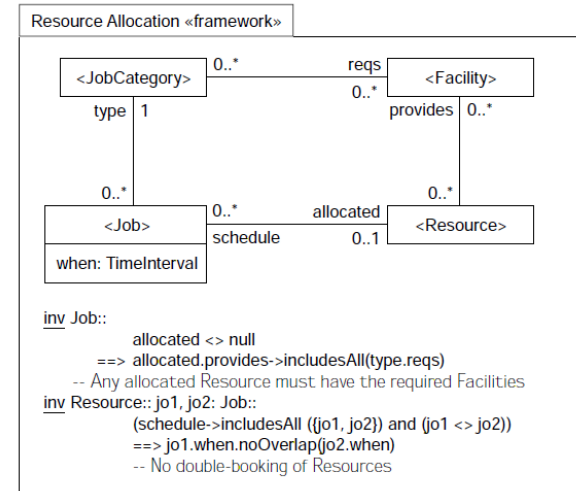 Resource Allocation «framework»
<JobCategory>
0..*
reqs
0..*
<Facility>
type 1
provides 0..*
0..*
0..*
<Job>
0..*
allocated
<Resource>
schedule
0..1
when: TimeInterval
inv Job::
allocated <> null
==> allocated.provides->includesAll(type.reqs)
-- Any allocated Resource must have the required Facilities
inv Resource:: jo1, jo2: Job::
(schedule->includesAll ({jo1, jo2}) and (jo1 <> jo2))
==> jo1.when.noOverlap(jo2.when)
-- No double-booking of Resources